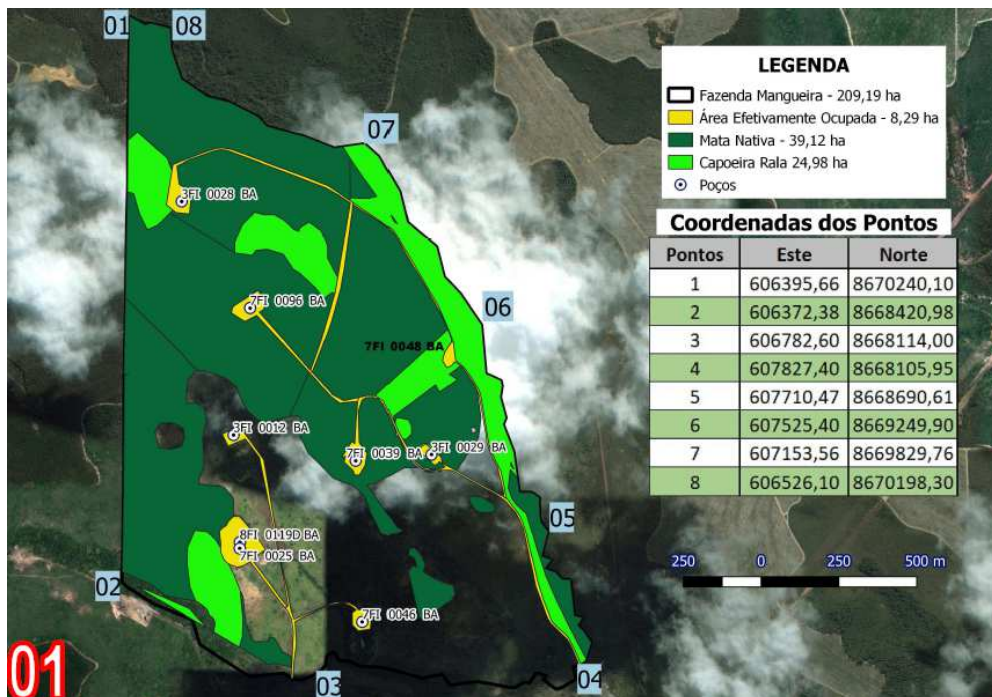 01
08
07
06
05
04
03
02
3FI 0028 BA
7FI 0096 BA
7FI 0048 BA
3FI 0012 BA
7FI 0039 BA
3FI 0029 BA
8FI 0119D BA
7FI 0025 BA
7FI 0046 BA
LEGENDA
Fazenda Mangueira - 209,19 ha
Área Efetivamente Ocupada - 8,29 ha
Mata Nativa - 39,12 ha
Capoeira Rala 24,98 ha
Poços
Coordenadas dos Pontos
Pontos Este Norte
1 606395,66 8670240,10
2 606372,38 8668420,98
3 606782,60 8668114,00
4 607827,40 8668105,95
5 607710,47 8668690,61
6 607525,40 8669249,90
7 607153,56 8669829,76
8 606526,10 8670198,30
250 0 250 500 m
01